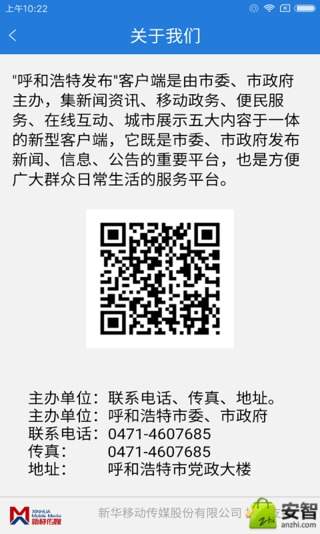 上午10:22
关于我们
"呼和浩特发布"客户端是由市委、市政府
主办，集新闻资讯、移动政务、便民服
务、在线互动、城市展示五大内容于一体
的新型客户端，它既是市委、市政府发布
新闻、信息、公告的重要平台，也是方便
广大群众日常生活的服务平台。
主办单位：联系电话、传真、地址。
主办单位：呼和浩特市委、市政府
联系电话：0471-4607685
传真： 0471-4607685
地址： 呼和浩特市党政大楼
XINHUA
Mobile Media
新华移动传媒股份有限公司
安智
anzhi.com